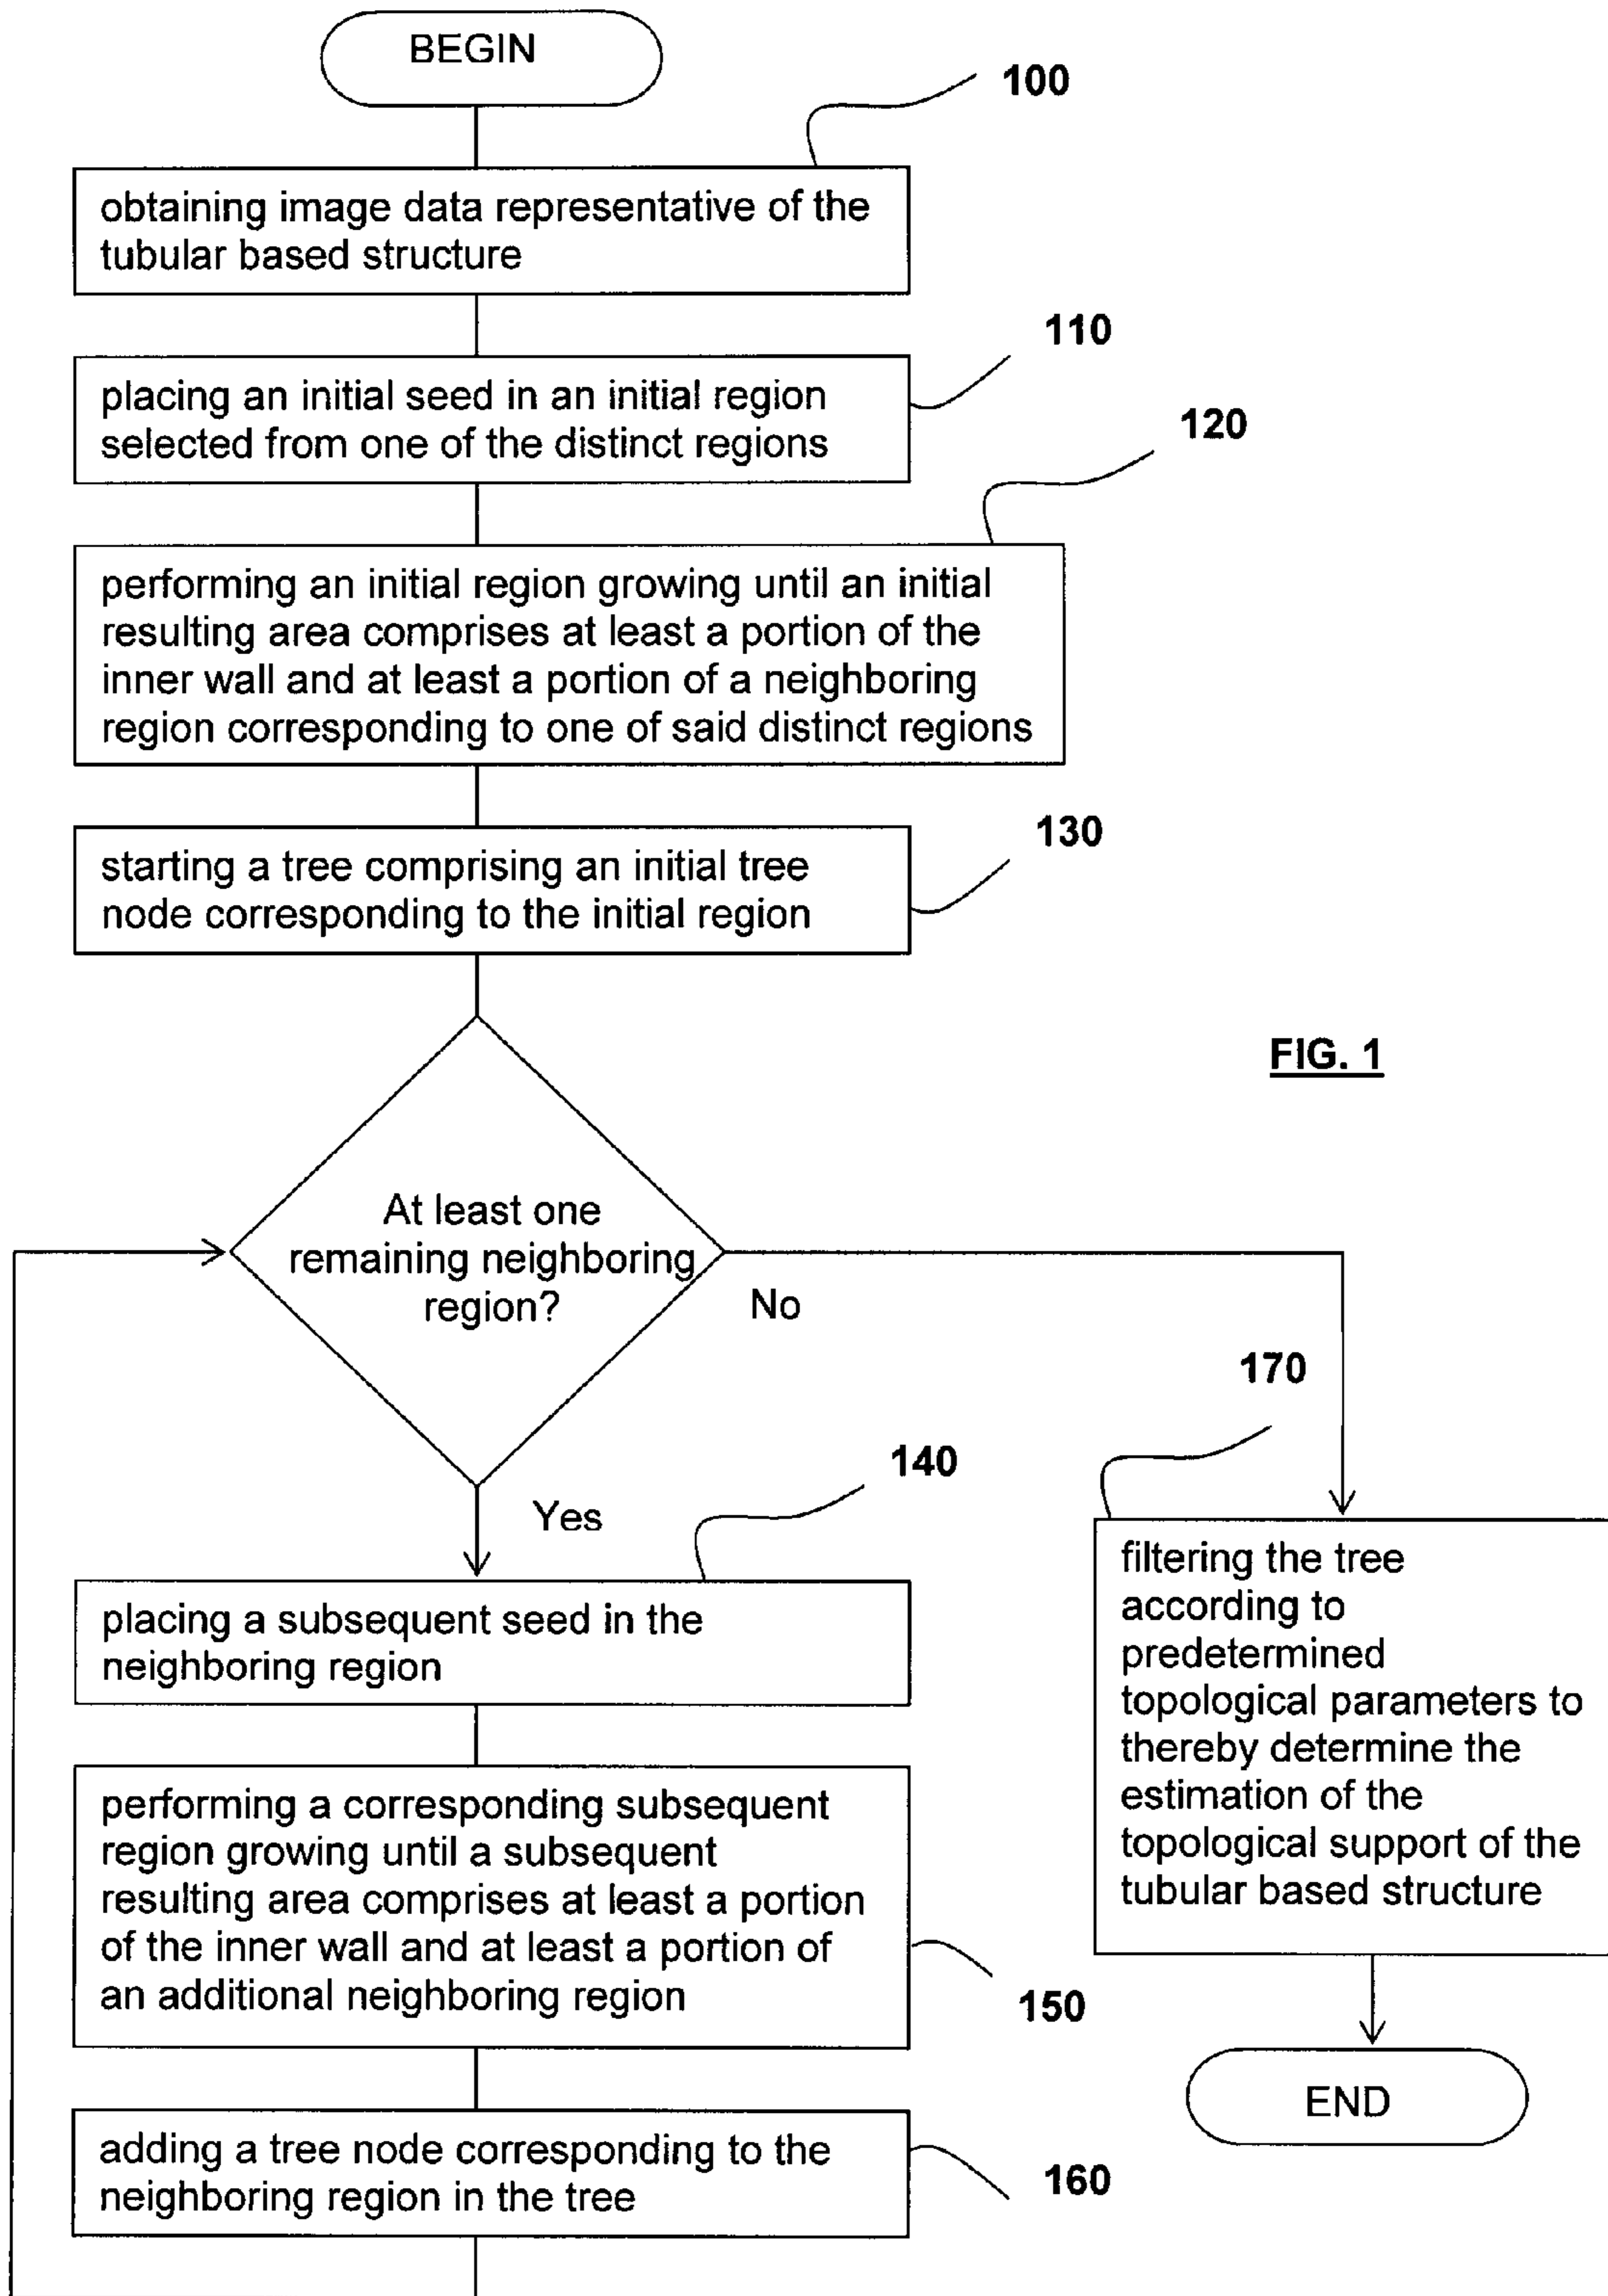 BEGIN
100
obtaining image data representative of the
tubular based structure
110
placing an initial seed in an initial region
selected from one of the distinct regions
120
performing an initial region growing until an initial
resulting area comprises at least a portion of the
inner wall and at least a portion of a neighboring
region corresponding to one of said distinct regions
130
starting a tree comprising an initial tree
node corresponding to the initial region
FIG. 1
At least one
remaining neighboring
region?
No
Yes
140
placing a subsequent seed in the
neighboring region
performing a corresponding subsequent
region growing until a subsequent
resulting area comprises at least a portion
of the inner wall and at least a portion of
an additional neighboring region
150
adding a tree node corresponding to the
neighboring region in the tree
160
170
filtering the tree
according to
predetermined
topological parameters to
thereby determine the
estimation of the
topological support of the
tubular based structure
END